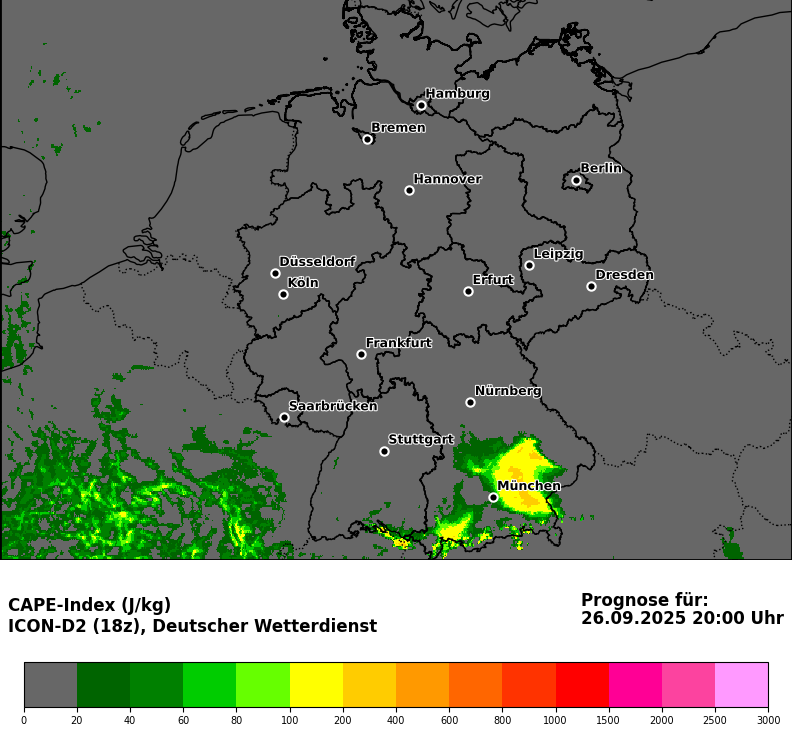 Hamburg
Bremen
Berlin
Hannover
Leipzig
Düsseldorf
Dresden
Erfurt
Köln
Frankfurt
Nürnberg
Saarbrücken
Stuttgart
München
CAPE-Index (J/kg)
ICON-D2 (18z), Deutscher Wetterdienst
Prognose für:
26.09.2025 20:00 Uhr
0 20 40 60 80 100 200 400 600 800 1000 1500 2000 2500 3000